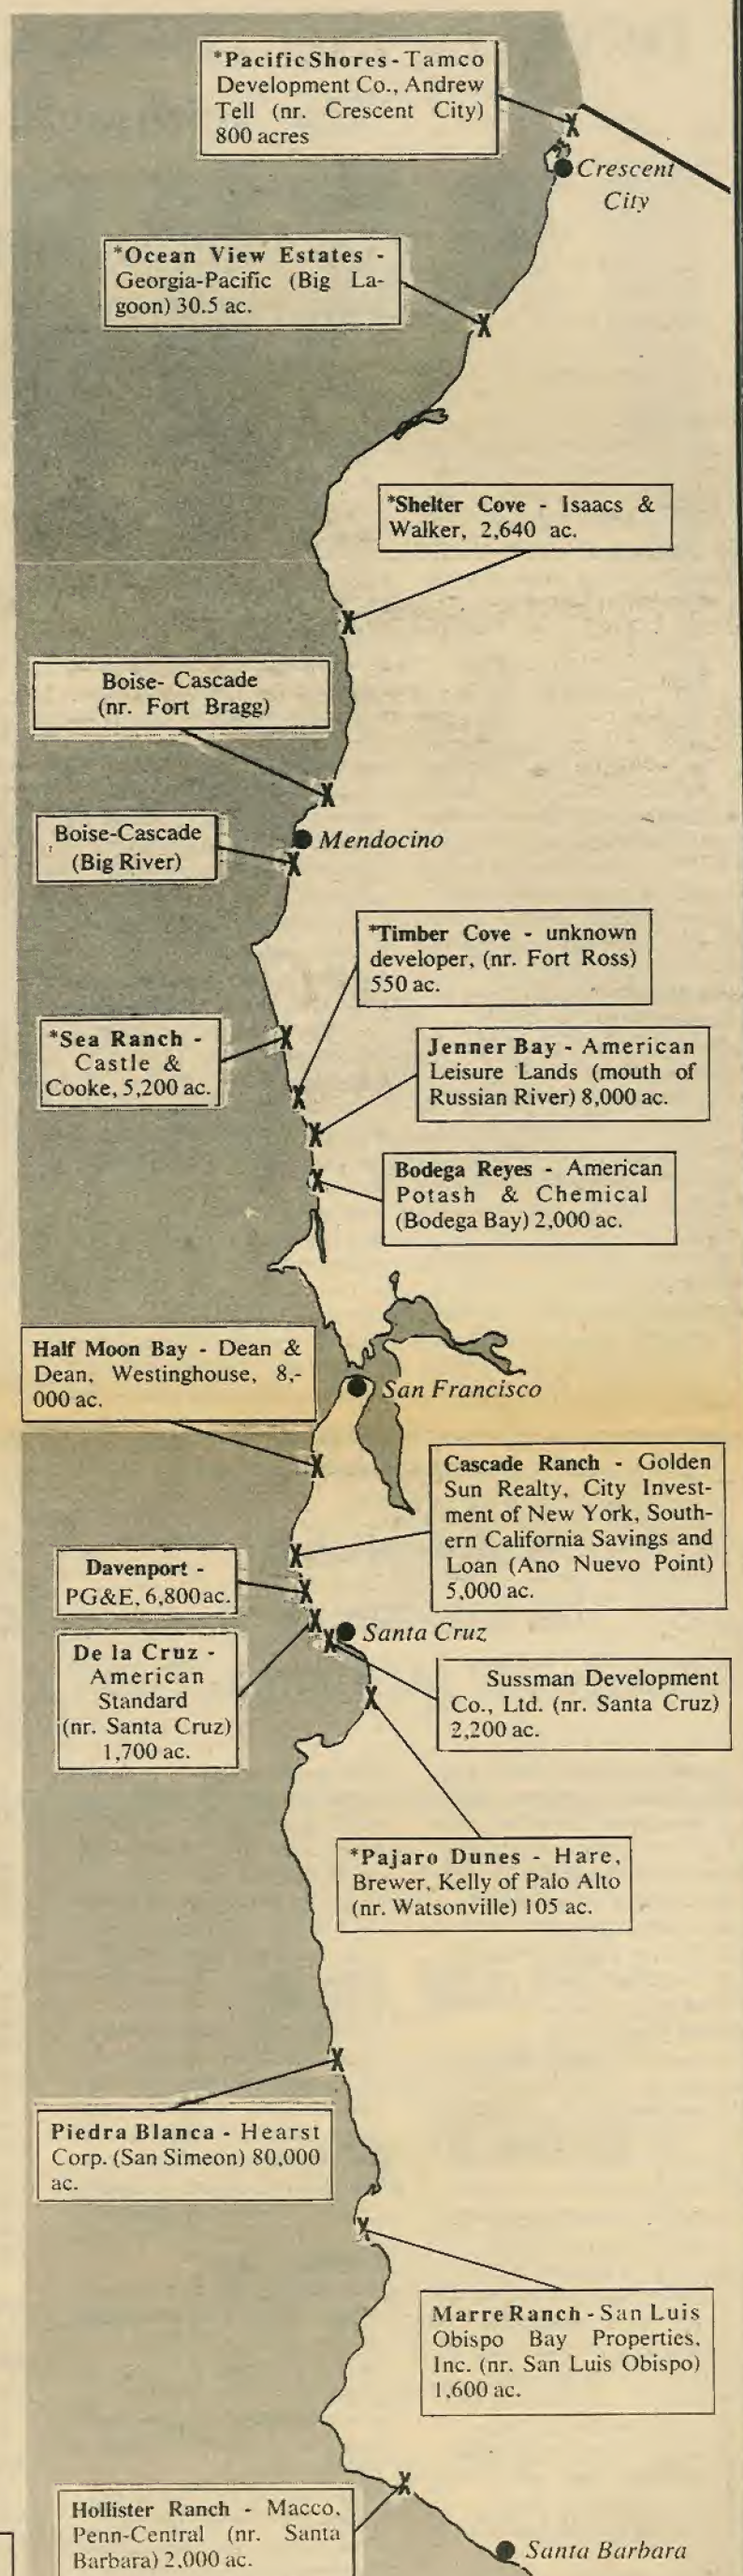 *Pacific Shores - Tamco
Development Co., Andrew
Tell (nr. Crescent City)
800 acres
Crescent
City
*Ocean View Estates -
Georgia-Pacific (Big La-
goon) 30.5 ac.
*Shelter Cove - Isaacs &
Walker, 2,640 ac.
Boise- Cascade
(nr. Fort Bragg)
Boise-Cascade
(Big River)
Mendocino
*Timber Cove - unknown
developer, (nr. Fort Ross)
550 ac.
*Sea Ranch -
Castle &
Cooke, 5,200 ac.
Jenner Bay - American
Leisure Lands (mouth of
Russian River) 8,000 ac.
Bodega Reyes - American
Potash & Chemical
(Bodega Bay) 2,000 ac.
Half Moon Bay - Dean &
Dean, Westinghouse, 8,-
000 ac.
San Francisco
Cascade Ranch - Golden
Sun Realty, City Invest-
ment of New York, South-
ern California Savings and
Loan (Ano Nuevo Point)
5,000 ac.
Davenport -
PG&E, 6,800 ac.
Santa Cruz
De la Cruz -
American
Standard
(nr. Santa Cruz)
1,700 ac.
Sussman Development
Co., Ltd. (nr. Santa Cruz)
2,200 ac.
*Pajaro Dunes - Hare,
Brewer, Kelly of Palo Alto
(nr. Watsonville) 105 ac.
Piedra Blanca - Hearst
Corp. (San Simeon) 80,000
ac.
Marre Ranch - San Luis
Obispo Bay Properties,
Inc. (nr. San Luis Obispo)
1,600 ac.
Hollister Ranch - Macco,
Penn-Central (nr. Santa
Barbara) 2,000 ac.
Santa Barbara